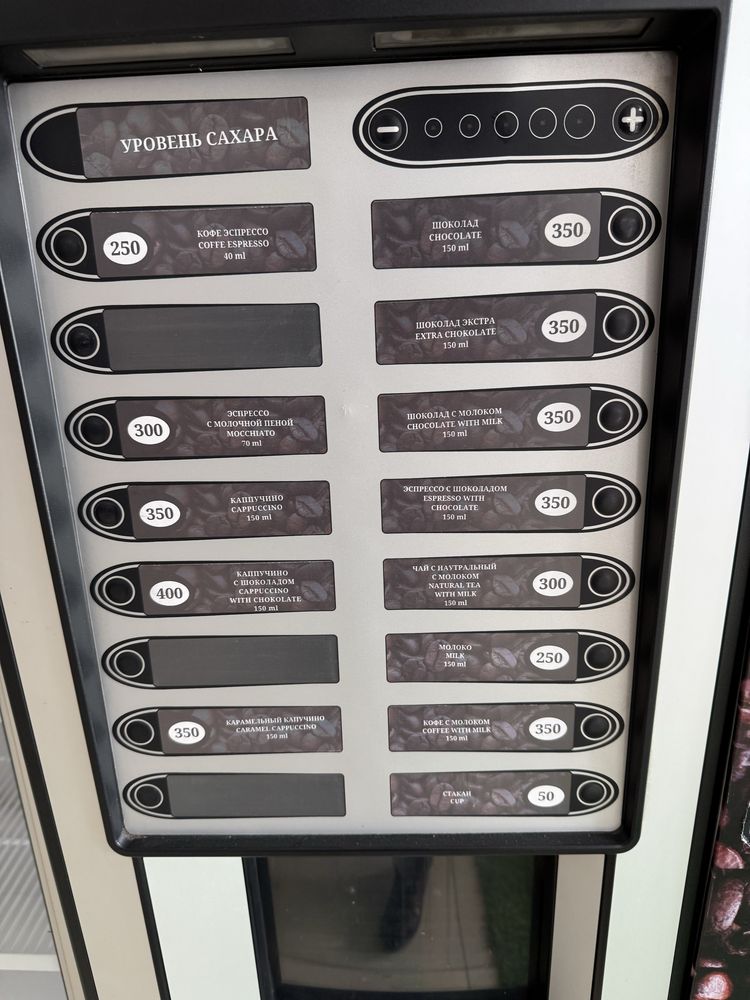 УРОВЕНЬ САХАРА
250
КОФЕ ЭСПРЕССО
COFFE ESPRESSO
40 ml
300
ЭСПРЕССО
С МОЛОЧНОЙ ПЕНОЙ
MOCCHIATO
70 ml
350
КАППУЧИНО
CAPPUCCINO
150 ml
400
КАППУЧИНО
С ШОКОЛАДОМ
CAPPUCCINO
WITH CHOKOLATE
150 ml
350
КАРАМЕЛЬНЫЙ КАПУЧИНО
CARAMEL CAPPUCCINO
150 ml
ШОКОЛАД
CHOCOLATE
150 ml
350
ШОКОЛАД ЭКСТРА
EXTRA CHOKOLATE
150 ml
350
ШОКОЛАД С МОЛОКОМ
CHOCOLATE WITH MILK
150 ml
350
ЭСПРЕССО С ШОКОЛАДОМ
ESPRESSO WITH
CHOCOLATE
150 ml
350
ЧАЙ С НАУТРАЛЬНЫЙ
С МОЛОКОМ
NATURAL TEA
WITH MILK
150 ml
300
МОЛОКО
MILK
150 ml
250
КОФЕ С МОЛОКОМ
COFFEE WITH MILK
150 ml
350
СТАКАН
CUP
50